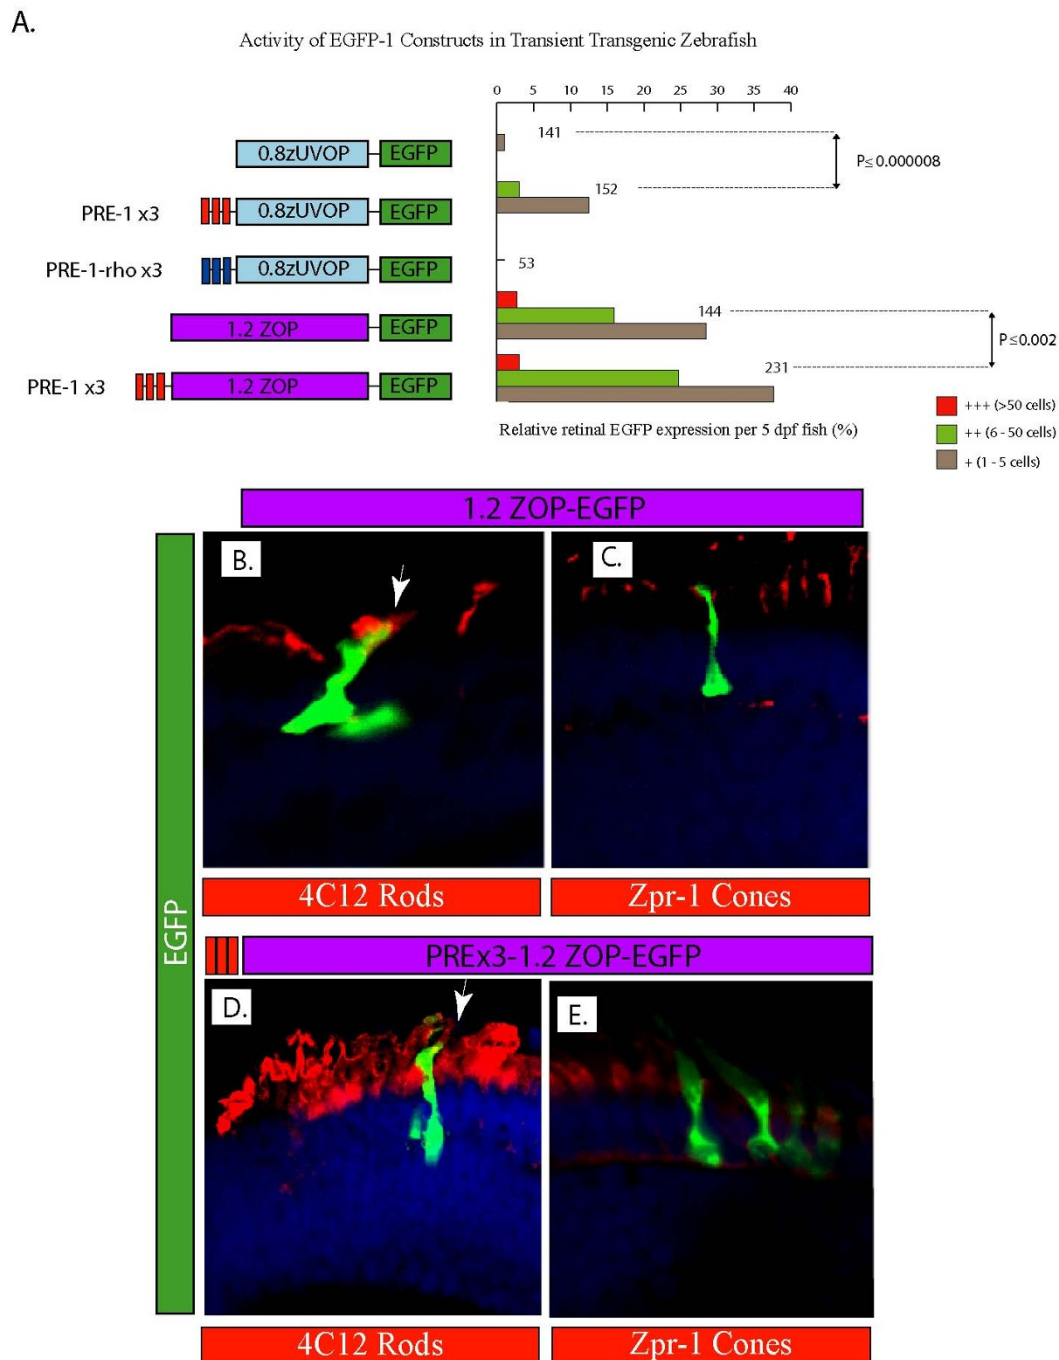 A.
Activity of EGFP-1 Constructs in Transient Transgenic Zebrafish
0 5 10 15 20 25 30 35 40
0.8zUVOP EGFP 141
P≤0.000008
PRE-1 x3 0.8zUVOP EGFP 152
PRE-1-rho x3 0.8zUVOP EGFP 53
1.2 ZOP EGFP 144
P≤0.002
PRE-1 x3 1.2 ZOP EGFP 231
+++ (>50 cells)
++ (6 - 50 cells)
+ (1 - 5 cells)
Relative retinal EGFP expression per 5 dpf fish (%)
1.2 ZOP-EGFP
B.
C.
4C12 Rods
Zpr-1 Cones
EGFP
PREx3-1.2 ZOP-EGFP
D.
E.
4C12 Rods
Zpr-1 Cones